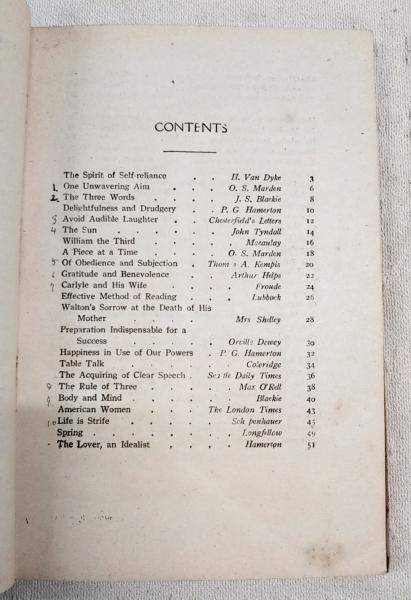 CONTENTS
The Spirit of Self-reliance . . H. Van Dyke 3
1. One Unwavering Aim . . . O. S. Marden 6
2. The Three Words . . . J. S. Blackie 8
Delightfulness and Drudgery . P. G Hamerton 10
3 Avoid Audible Laughter . . Chesterfield's Letters 12
4 The Sun . . . . . . John Tyndall 14
William the Third . . . . Macaulay 16
A Piece at a Time . . . O. S. Marden 18
5 Of Obedience and Subjection . Thom s A. Kempis 20
6 Gratitude and Benevolence . . Arthur Helps 22
7 Carlyle and His Wife . . . . Froude 24
Effective Method of Reading . . . Lubbock 26
Walton's Sorrow at the Death of His
Mother . . . . Mrs Shelley 28
Preparation Indispensable for a
Success . . . . Orville Dewey 30
Happiness in Use of Our Powers . P. G. Hamerton 32
Table Talk . . . . . Coleridge 34
The Acquiring of Clear Speech . Seattle Daily Times 36
8 The Rule of Three . . . . Max O'Rell 38
9 Body and Mind . . . . . Blackie 40
American Women . . . The London Times 43
10 Life is Strife . . . . Sch penhauer 45
Spring . . . . . . . Longfellow 49
- The Lover, an Idealist . . . Hamerton 51